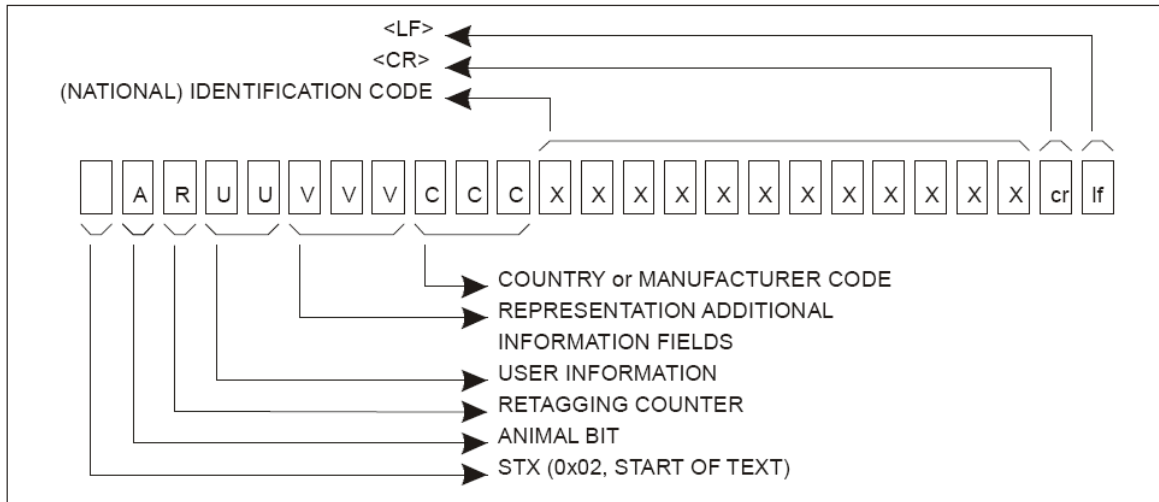 <LF>
<CR>
(NATIONAL) IDENTIFICATION CODE
A R U U V V V C C C X X X X X X X X X X X X cr lf
COUNTRY or MANUFACTURER CODE
REPRESENTATION ADDITIONAL
INFORMATION FIELDS
USER INFORMATION
RETAGGING COUNTER
ANIMAL BIT
STX (0x02, START OF TEXT)